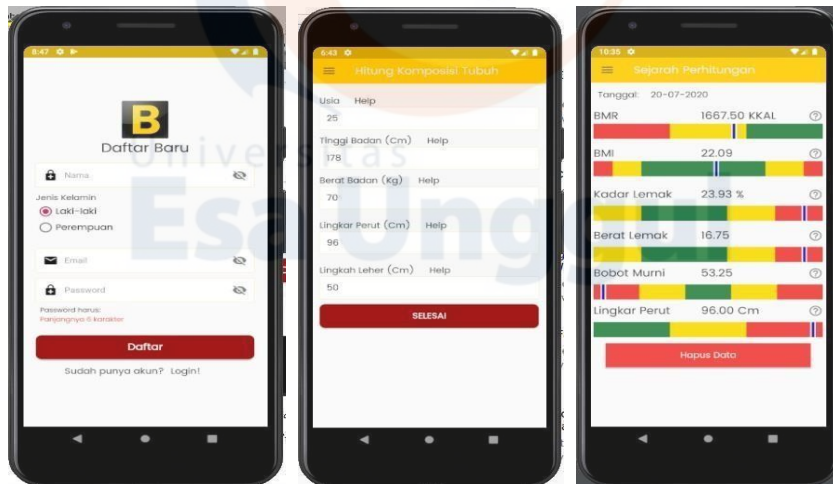 8:47
B
Daftar Baru
Nama
Jenis Kelamin
Laki-laki
Perempuan
Email
Password
Password harus:
Panjangnya 6 karakter
Daftar
Sudah punya akun? Login!
6:43
Hitung Komposisi Tubuh
Usia Help
25
Tinggi Badan (Cm) Help
178
Berat Badan (Kg) Help
70
Lingkar Perut (Cm) Help
96
Lingkah Leher (Cm) Help
50
SELESAI
10:35
Sejarah Perhitungan
Tanggal: 20-07-2020
BMR 1667.50 KKAL
BMI 22.09
Kadar Lemak 23.93 %
Berat Lemak 16.75
Bobot Murni 53.25
Lingkar Perut 96.00 Cm
Hapus Data
Universitas
Esa Unggul